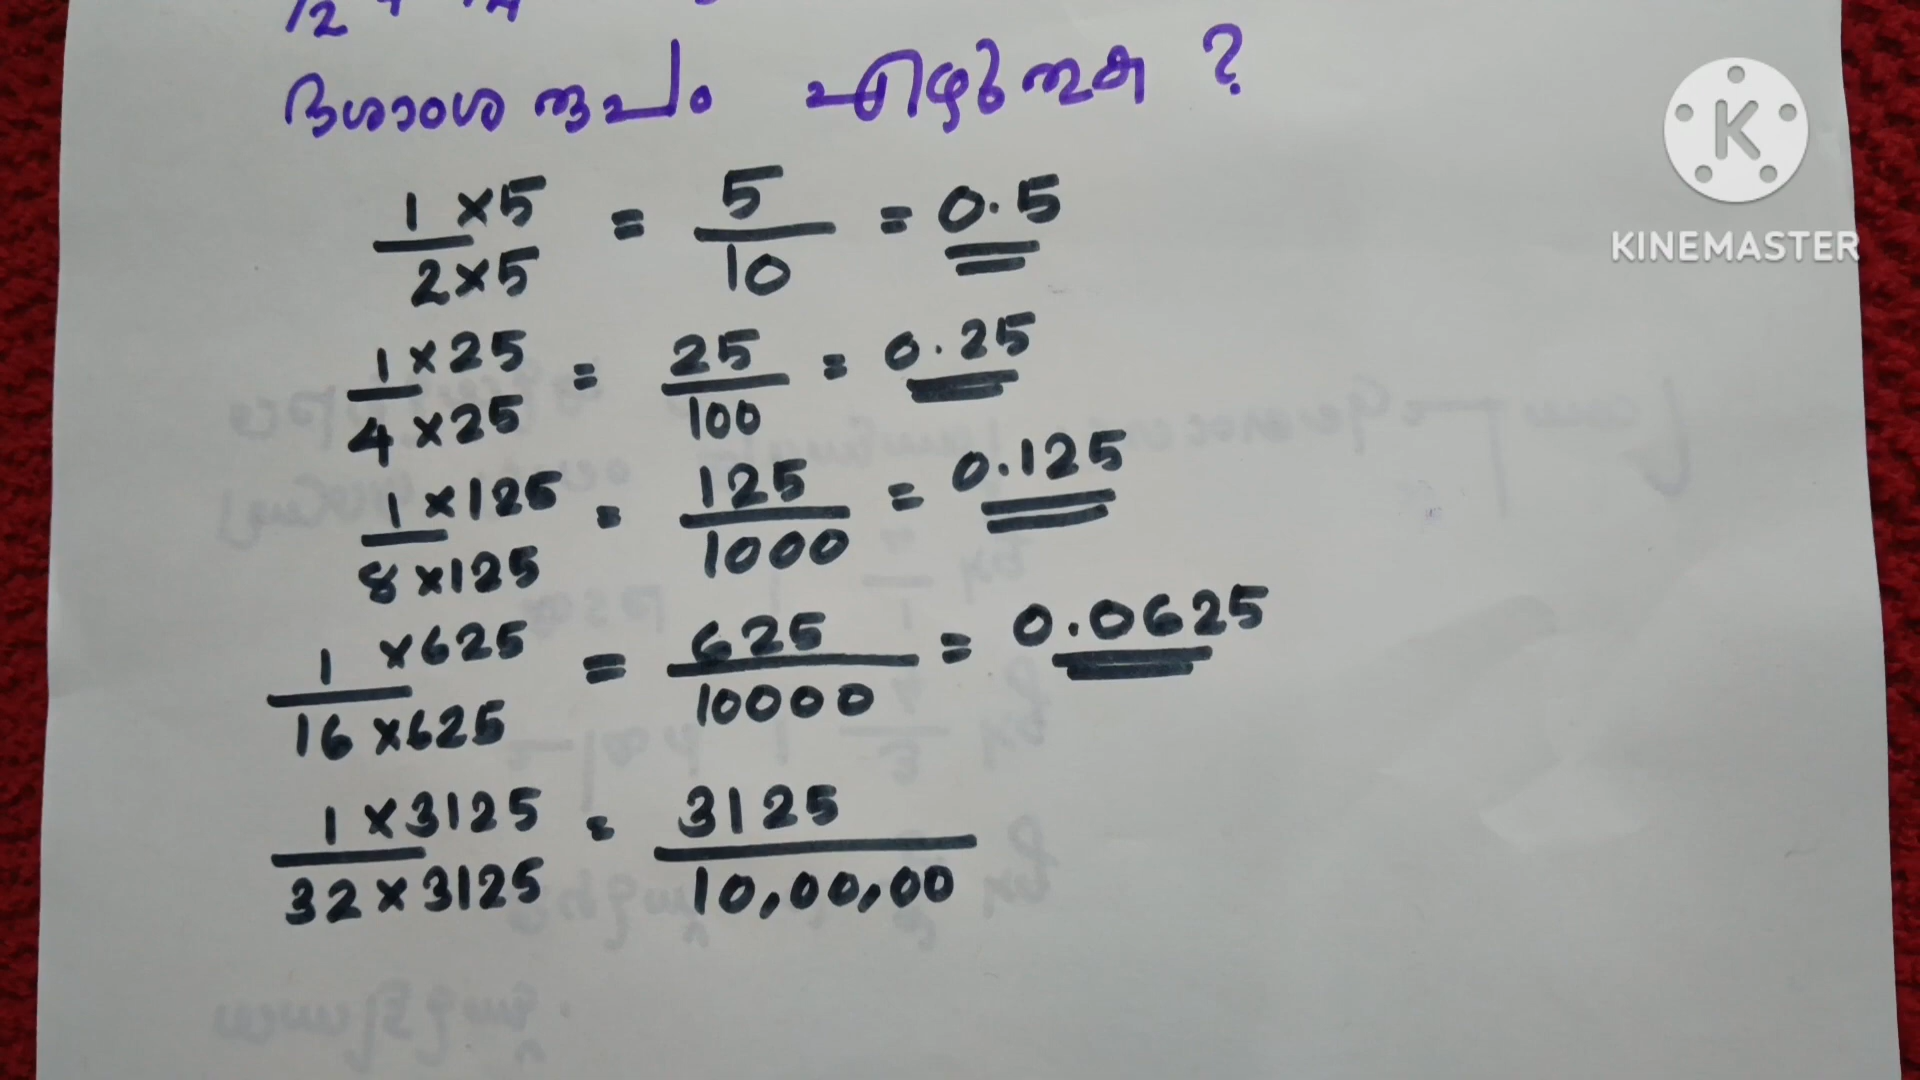 ദശാംശ രൂപം എഴുതുക ?
1 ×5 / 2×5 = 5/10 = 0.5
1 ×25 / 4 ×25 = 25/100 = 0.25
1 ×125 / 8 ×125 = 125/1000 = 0.125
1 ×625 / 16 ×625 = 625/10000 = 0.0625
1 ×3125 / 32 ×3125 = 3125/10,00,00
K
KINEMASTER